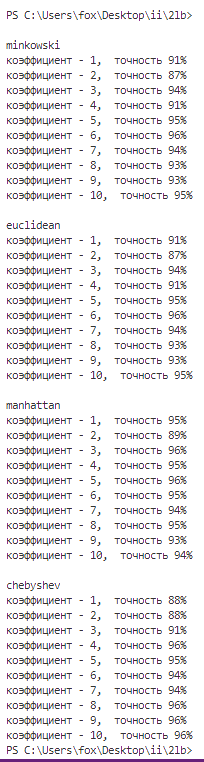 PS C:\Users\fox\Desktop\ii\2lb>
minkowski
коэффициент - 1,  точность 91%
коэффициент - 2,  точность 87%
коэффициент - 3,  точность 94%
коэффициент - 4,  точность 91%
коэффициент - 5,  точность 95%
коэффициент - 6,  точность 96%
коэффициент - 7,  точность 94%
коэффициент - 8,  точность 93%
коэффициент - 9,  точность 93%
коэффициент - 10,  точность 95%
euclidean
коэффициент - 1,  точность 91%
коэффициент - 2,  точность 87%
коэффициент - 3,  точность 94%
коэффициент - 4,  точность 91%
коэффициент - 5,  точность 95%
коэффициент - 6,  точность 96%
коэффициент - 7,  точность 94%
коэффициент - 8,  точность 93%
коэффициент - 9,  точность 93%
коэффициент - 10,  точность 95%
manhattan
коэффициент - 1,  точность 95%
коэффициент - 2,  точность 89%
коэффициент - 3,  точность 96%
коэффициент - 4,  точность 95%
коэффициент - 5,  точность 96%
коэффициент - 6,  точность 95%
коэффициент - 7,  точность 94%
коэффициент - 8,  точность 95%
коэффициент - 9,  точность 93%
коэффициент - 10,  точность 94%
chebyshev
коэффициент - 1,  точность 88%
коэффициент - 2,  точность 88%
коэффициент - 3,  точность 91%
коэффициент - 4,  точность 96%
коэффициент - 5,  точность 95%
коэффициент - 6,  точность 94%
коэффициент - 7,  точность 94%
коэффициент - 8,  точность 96%
коэффициент - 9,  точность 96%
коэффициент - 10,  точность 96%
PS C:\Users\fox\Desktop\ii\2lb>